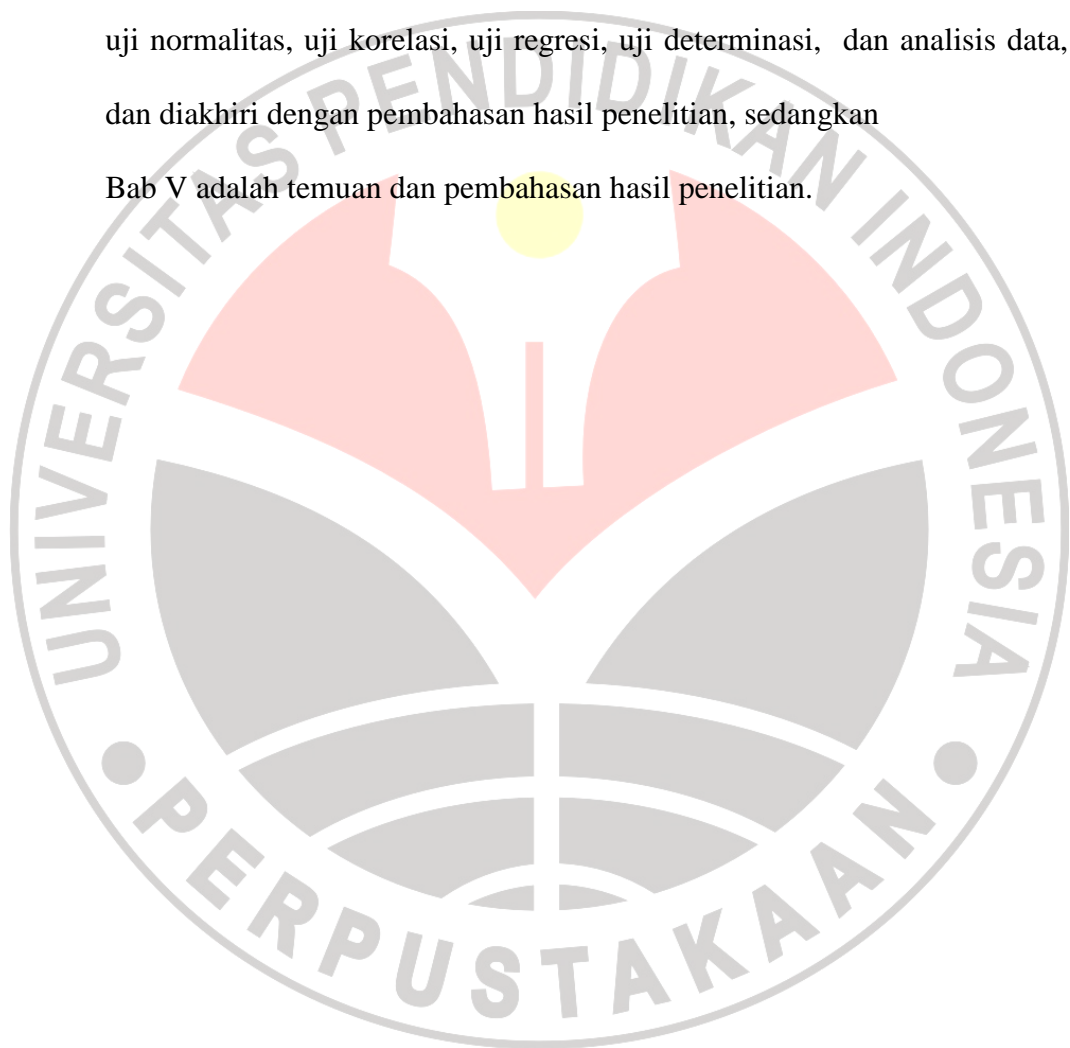 uji normalitas, uji korelasi, uji regresi, uji determinasi, dan analisis data,
dan diakhiri dengan pembahasan hasil penelitian, sedangkan
Bab V adalah temuan dan pembahasan hasil penelitian.
UNIVERSITAS PENDIDIKAN INDONESIA
PERPUSTAKAAN